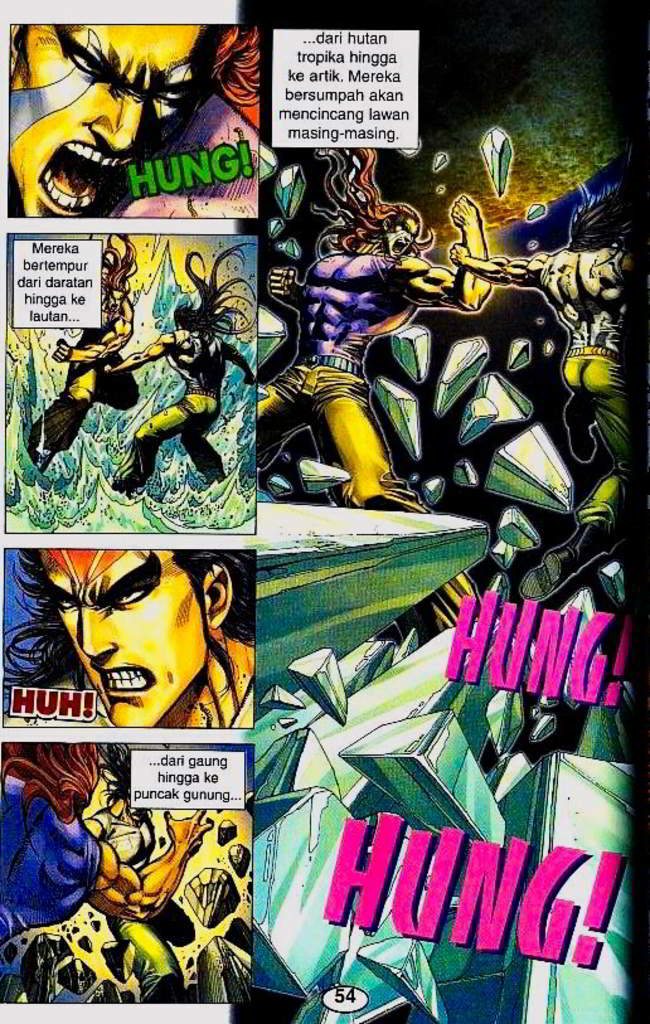 HUNG!
Mereka
bertempur
dari daratan
hingga ke
lautan...
HUH!
...dari gaung
hingga ke
puncak gunung...
...dari hutan
tropika hingga
ke artik. Mereka
bersumpah akan
mencincang lawan
masing-masing.
HUNG!
HUNG!
54